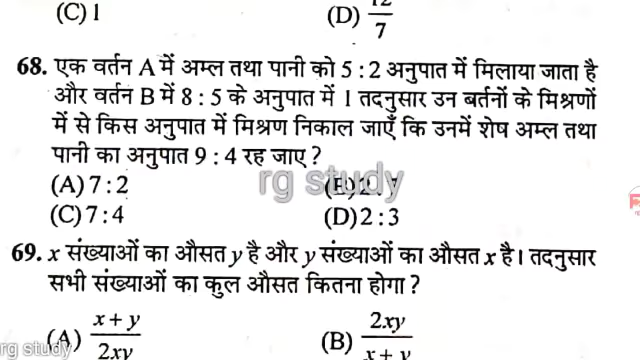 (C) 1 (D) 12/7
68. एक वर्तन A में अम्ल तथा पानी को 5 : 2 अनुपात में मिलाया जाता है
और वर्तन B में 8 : 5 के अनुपात में । तदनुसार उन बर्तनों के मिश्रणों
में से किस अनुपात में मिश्रण निकाल जाएँ कि उनमें शेष अम्ल तथा
पानी का अनुपात 9 : 4 रह जाए ?
(A) 7 : 2 (B) 2 : 7
rg study
(C) 7 : 4 (D) 2 : 3
69. x संख्याओं का औसत y है और y संख्याओं का औसत x है। तदनुसार
सभी संख्याओं का कुल औसत कितना होगा ?
(A) x + y / 2xy (B) 2xy / x + y
rg study